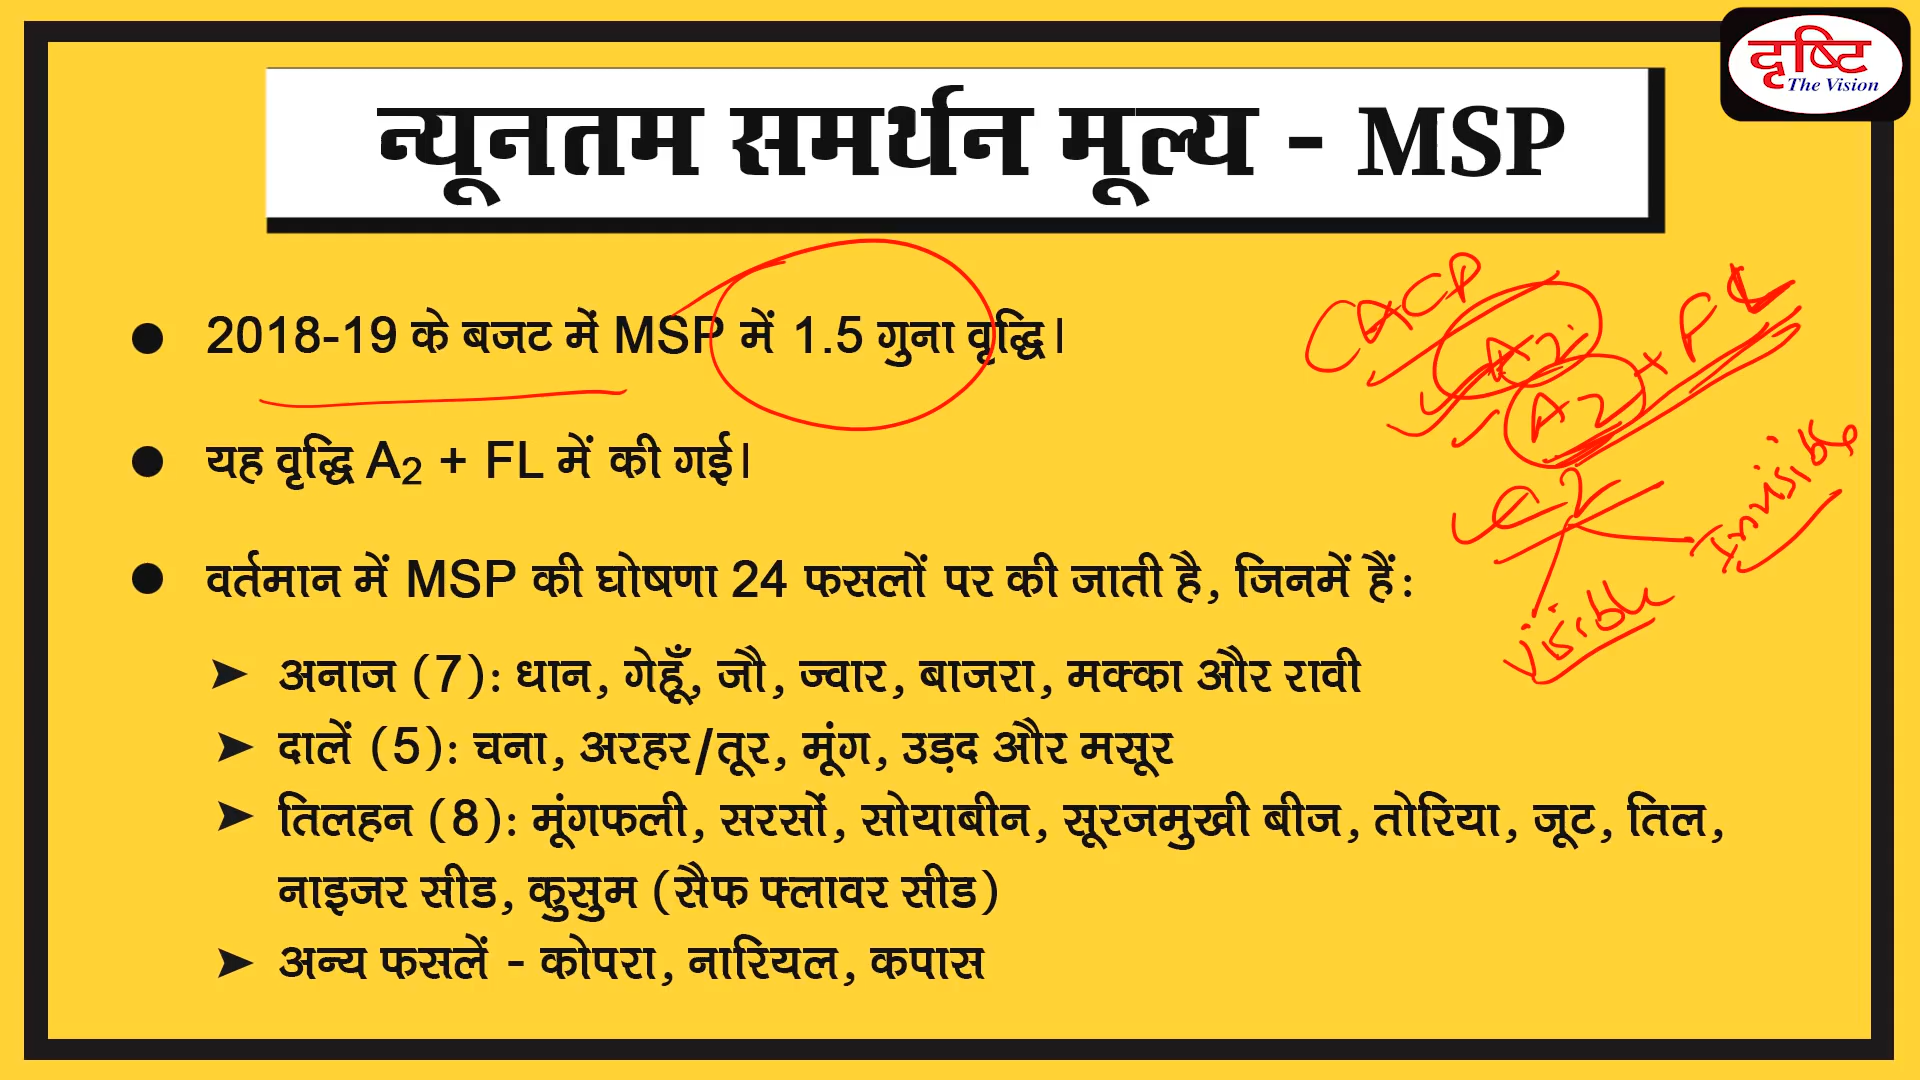 दृष्टि
The Vision
न्यूनतम समर्थन मूल्य - MSP
2018-19 के बजट में MSP में 1.5 गुना वृद्धि।
यह वृद्धि A₂ + FL में की गई।
वर्तमान में MSP की घोषणा 24 फसलों पर की जाती है, जिनमें हैं:
अनाज (7): धान, गेहूँ, जौ, ज्वार, बाजरा, मक्का और रावी
दालें (5): चना, अरहर/तूर, मूंग, उड़द और मसूर
तिलहन (8): मूंगफली, सरसों, सोयाबीन, सूरजमुखी बीज, तोरिया, जूट, तिल,
नाइजर सीड, कुसुम (सैफ फ्लावर सीड)
अन्य फसलें - कोपरा, नारियल, कपास
CACP
A2
A2 + FL
C2
Invisible
Visible